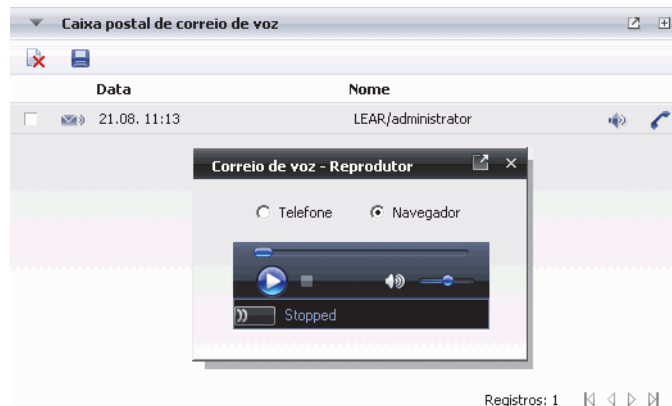 Caixa postal de correio de voz
Data Nome
21.08. 11:13 LEAR/administrator
Correio de voz - Reprodutor
Telefone Navegador
Stopped
Registros: 1